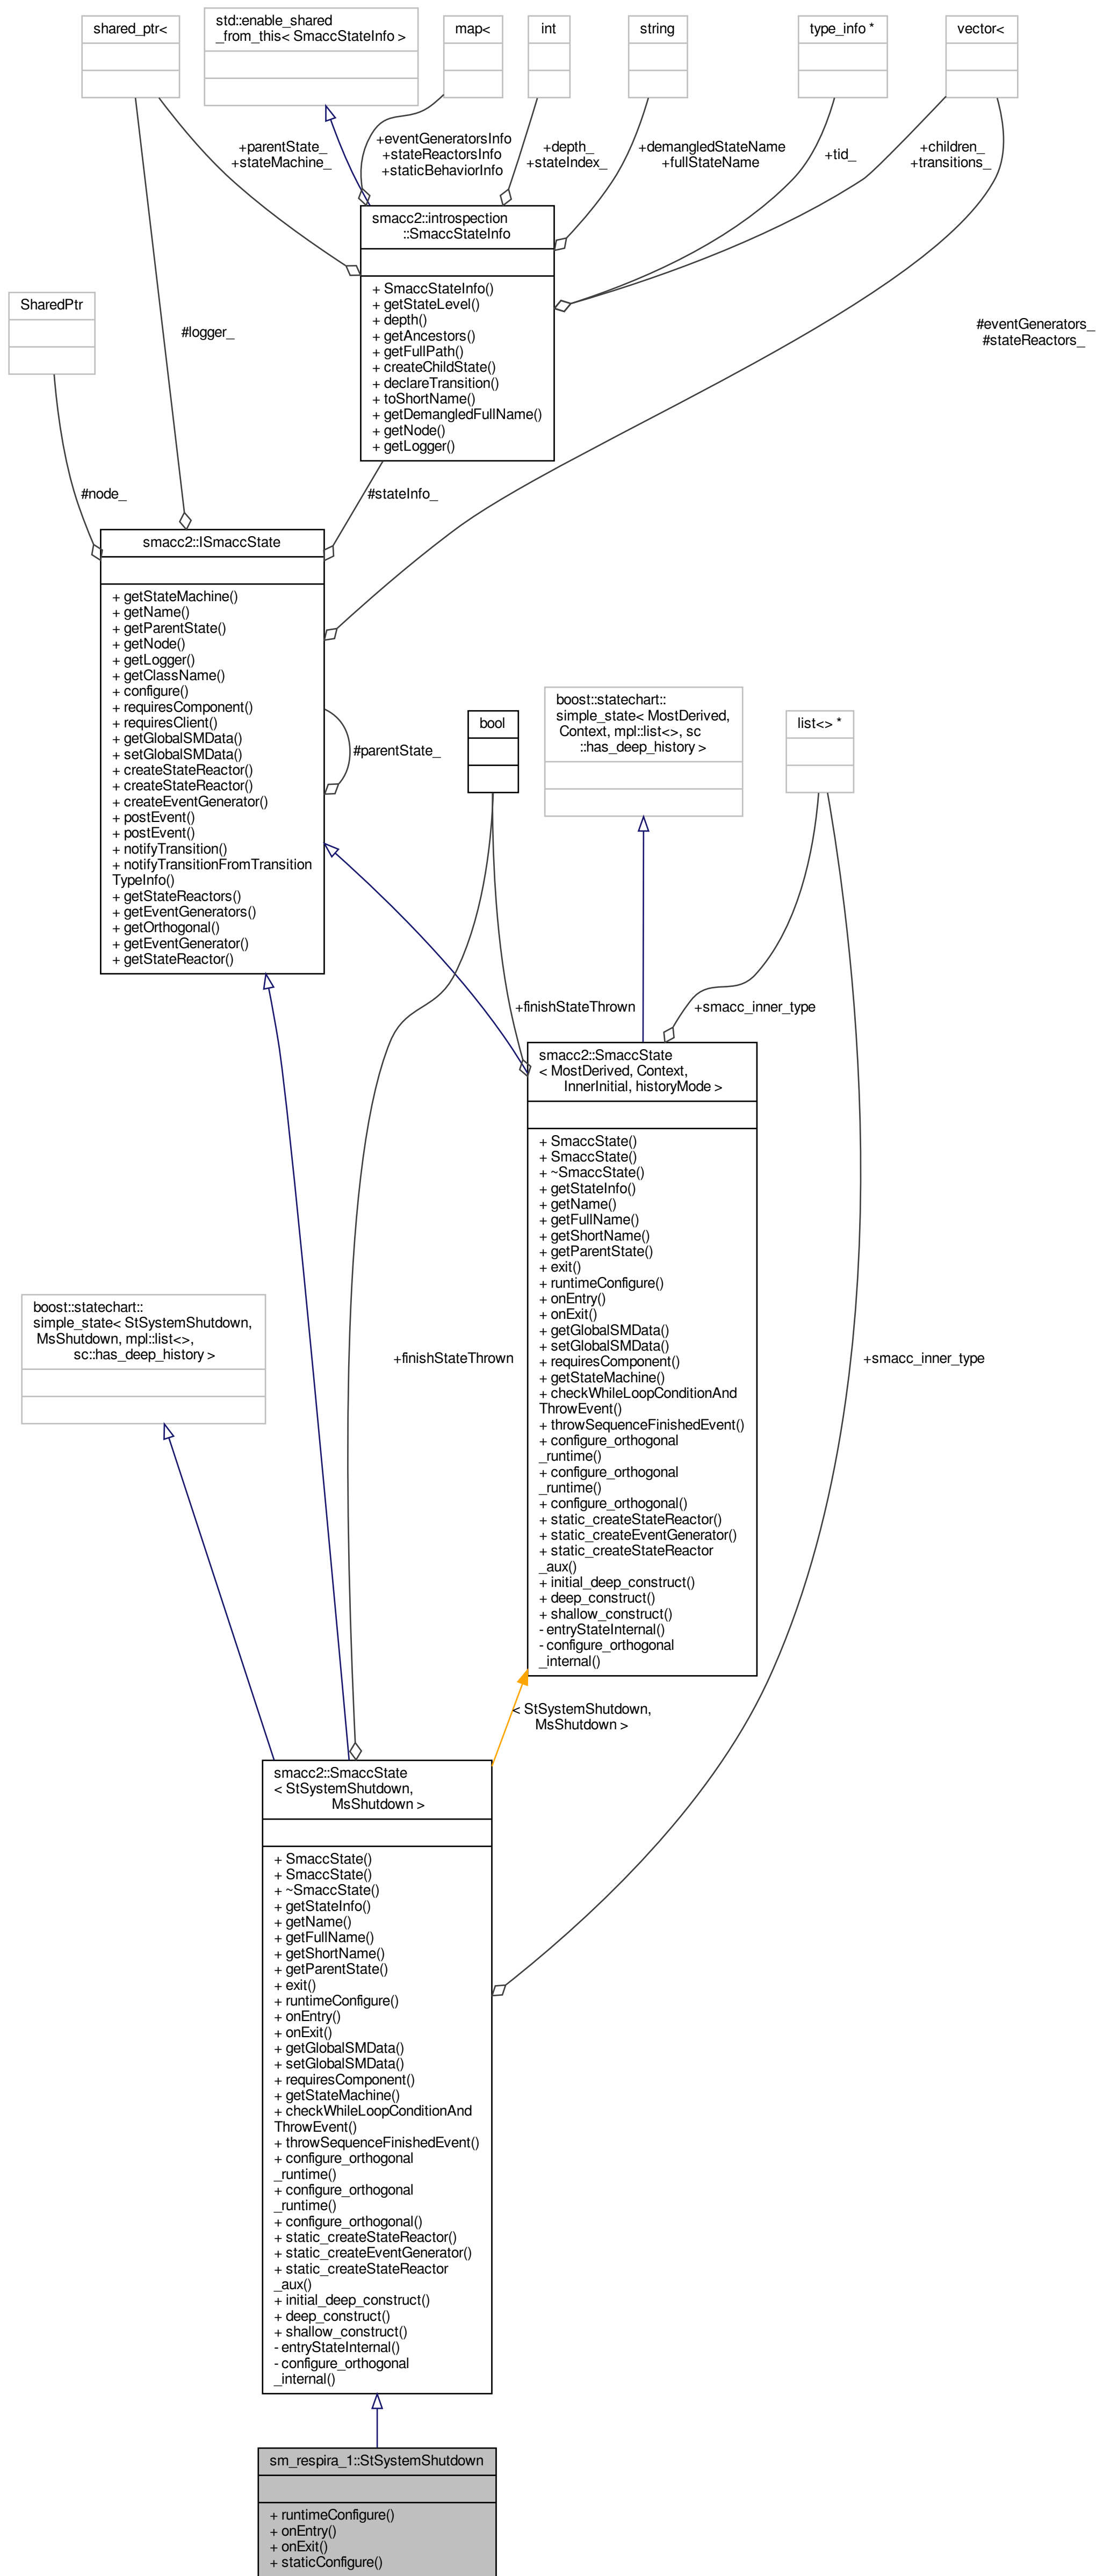 shared_ptr<
std::enable_shared
_from_this< SmaccStateInfo >
map<
int
string
type_info *
vector<
+parentState_
+stateMachine_
+eventGeneratorsInfo
+stateReactorsInfo
+staticBehaviorInfo
+depth_
+stateIndex_
+demangledStateName
+fullStateName
+tid_
+children_
+transitions_
smacc2::introspection
::SmaccStateInfo
+ SmaccStateInfo()
+ getStateLevel()
+ depth()
+ getAncestors()
+ getFullPath()
+ createChildState()
+ declareTransition()
+ toShortName()
+ getDemangledFullName()
+ getNode()
+ getLogger()
SharedPtr
#logger_
#eventGenerators_
#stateReactors_
#node_
#stateInfo_
smacc2::ISmaccState
+ getStateMachine()
+ getName()
+ getParentState()
+ getNode()
+ getLogger()
+ getClassName()
+ configure()
+ requiresComponent()
+ requiresClient()
+ getGlobalSMData()
+ setGlobalSMData()
+ createStateReactor()
+ createStateReactor()
+ createEventGenerator()
+ postEvent()
+ postEvent()
+ notifyTransition()
+ notifyTransitionFromTransition
TypeInfo()
+ getStateReactors()
+ getEventGenerators()
+ getOrthogonal()
+ getEventGenerator()
+ getStateReactor()
#parentState_
bool
boost::statechart::
simple_state< MostDerived,
Context, mpl::list<>, sc
::has_deep_history >
list<> *
+finishStateThrown
+smacc_inner_type
smacc2::SmaccState
< MostDerived, Context,
InnerInitial, historyMode >
+ SmaccState()
+ SmaccState()
+ ~SmaccState()
+ getStateInfo()
+ getName()
+ getFullName()
+ getShortName()
+ getParentState()
+ exit()
+ runtimeConfigure()
+ onEntry()
+ onExit()
+ getGlobalSMData()
+ setGlobalSMData()
+ requiresComponent()
+ getStateMachine()
+ checkWhileLoopConditionAnd
ThrowEvent()
+ throwSequenceFinishedEvent()
+ configure_orthogonal
_runtime()
+ configure_orthogonal
_runtime()
+ configure_orthogonal()
+ static_createStateReactor()
+ static_createEventGenerator()
+ static_createStateReactor
_aux()
+ initial_deep_construct()
+ deep_construct()
+ shallow_construct()
- entryStateInternal()
- configure_orthogonal
_internal()
boost::statechart::
simple_state< StSystemShutdown,
MsShutdown, mpl::list<>,
sc::has_deep_history >
+finishStateThrown
+smacc_inner_type
< StSystemShutdown,
MsShutdown >
smacc2::SmaccState
< StSystemShutdown,
MsShutdown >
+ SmaccState()
+ SmaccState()
+ ~SmaccState()
+ getStateInfo()
+ getName()
+ getFullName()
+ getShortName()
+ getParentState()
+ exit()
+ runtimeConfigure()
+ onEntry()
+ onExit()
+ getGlobalSMData()
+ setGlobalSMData()
+ requiresComponent()
+ getStateMachine()
+ checkWhileLoopConditionAnd
ThrowEvent()
+ throwSequenceFinishedEvent()
+ configure_orthogonal
_runtime()
+ configure_orthogonal
_runtime()
+ configure_orthogonal()
+ static_createStateReactor()
+ static_createEventGenerator()
+ static_createStateReactor
_aux()
+ initial_deep_construct()
+ deep_construct()
+ shallow_construct()
- entryStateInternal()
- configure_orthogonal
_internal()
sm_respira_1::StSystemShutdown
+ runtimeConfigure()
+ onEntry()
+ onExit()
+ staticConfigure()